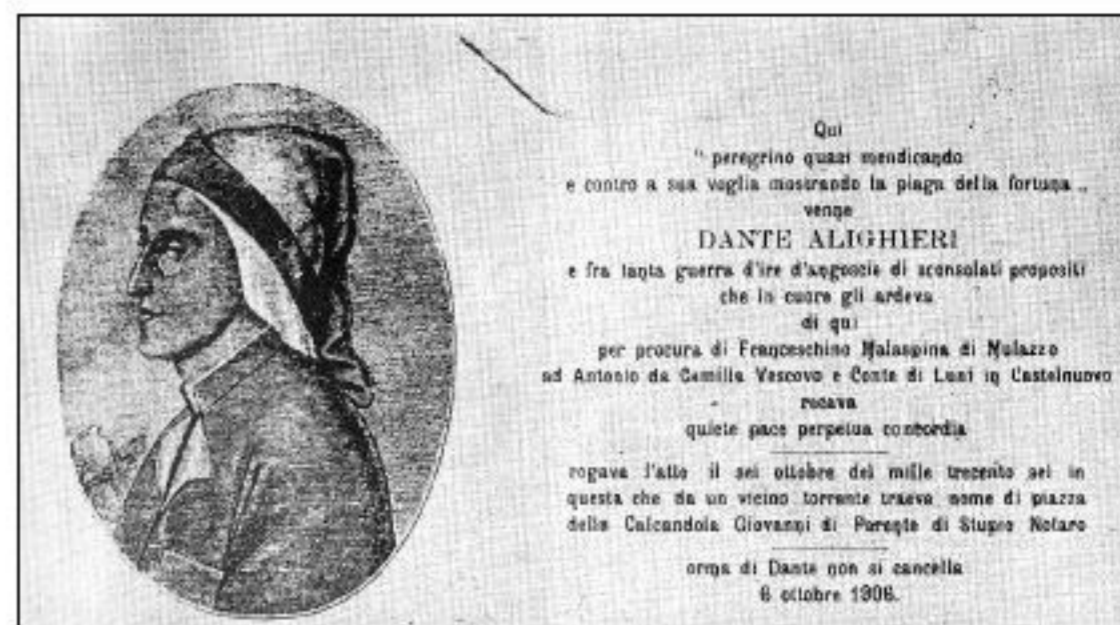 Qui
" peregrino quasi mendicando
e contro a sua voglia mostrando la piaga della fortuna „
venne
DANTE ALIGHIERI
e fra tanta guerra d'ire d'angoscie di sconsolati propositi
che in cuore gli ardeva
di qui
per procura di Franceschino Malaspina di Mulazzo
ad Antonio da Camilla Vescovo e Conte di Luni in Castelnuovo
recava
quiete pace perpetua concordia
rogava l'atto il sei ottobre del mille trecento sei in
questa che da un vicino torrente traeva nome di piazza
della Calcandola Giovanni di Parente di Stupio Notaro
orma di Dante non si cancella
6 ottobre 1906.